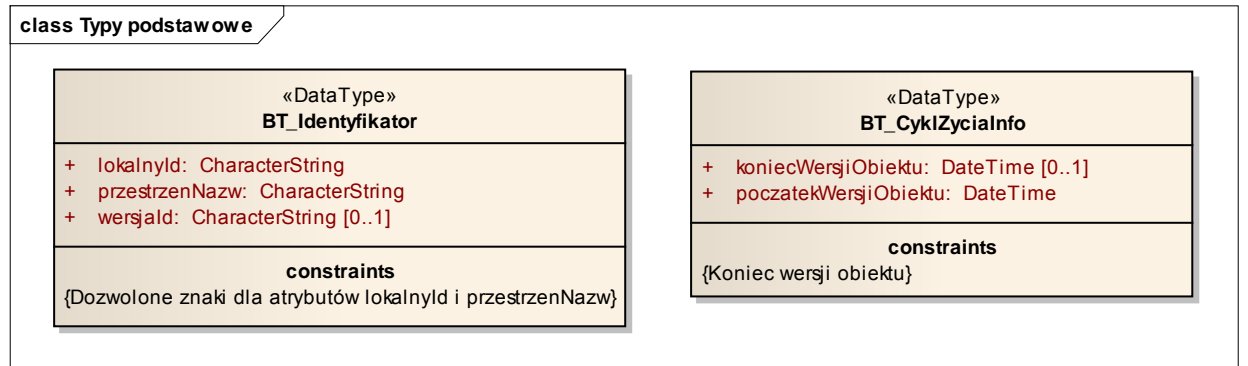 class Typy podstawowe
«DataType»
BT_Identyfikator
+ lokalnyId: CharacterString
+ przestrzenNazw: CharacterString
+ wersjaId: CharacterString [0..1]
constraints
{Dozwolone znaki dla atrybutów lokalnyId i przestrzenNazw}
«DataType»
BT_CyklZyciaInfo
+ koniecWersjiObiektu: DateTime [0..1]
+ poczatekWersjiObiektu: DateTime
constraints
{Koniec wersji obiektu}